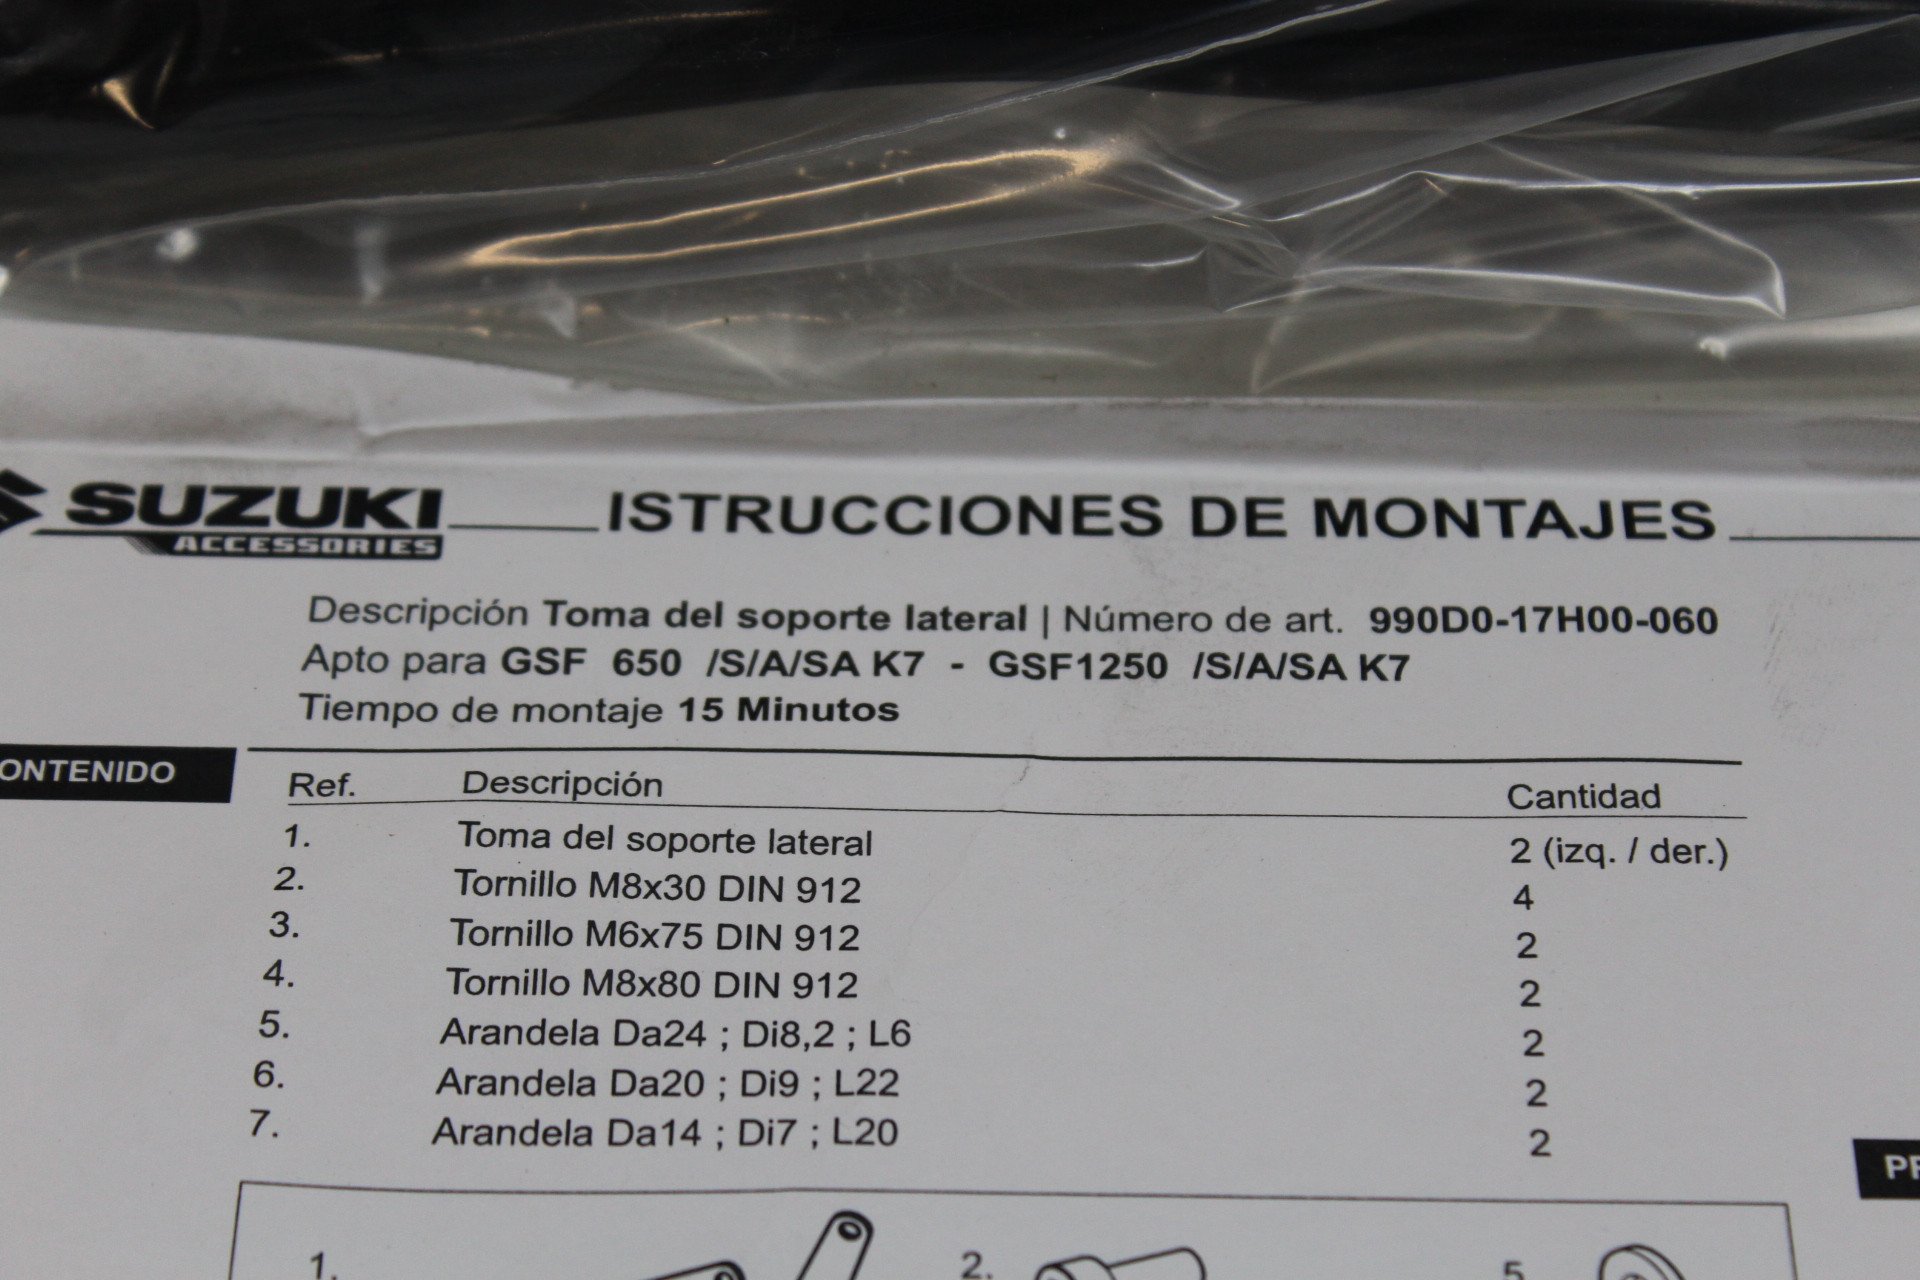 SUZUKI
ACCESSORIES
ISTRUCCIONES DE MONTAJES
Descripción Toma del soporte lateral | Número de art. 990D0-17H00-060
Apto para GSF 650 /S/A/SA K7 - GSF1250 /S/A/SA K7
Tiempo de montaje 15 Minutos
ONTENIDO
Ref. Descripción Cantidad
1. Toma del soporte lateral 2 (izq. / der.)
2. Tornillo M8x30 DIN 912 4
3. Tornillo M6x75 DIN 912 2
4. Tornillo M8x80 DIN 912 2
5. Arandela Da24 ; Di8,2 ; L6 2
6. Arandela Da20 ; Di9 ; L22 2
7. Arandela Da14 ; Di7 ; L20 2
1. 2. 5